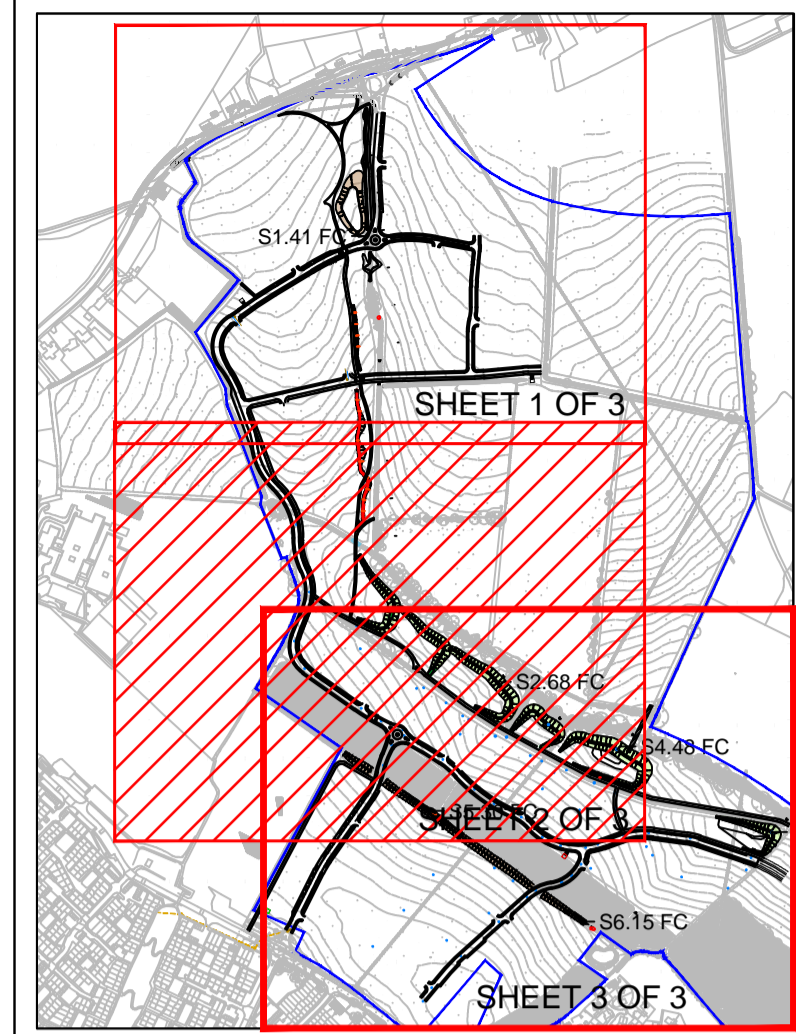 S1.41 FC
SHEET 1 OF 3
S2.68 FC
S4.48 FC
SHEET 2 OF 3
S6.15 FC
SHEET 3 OF 3